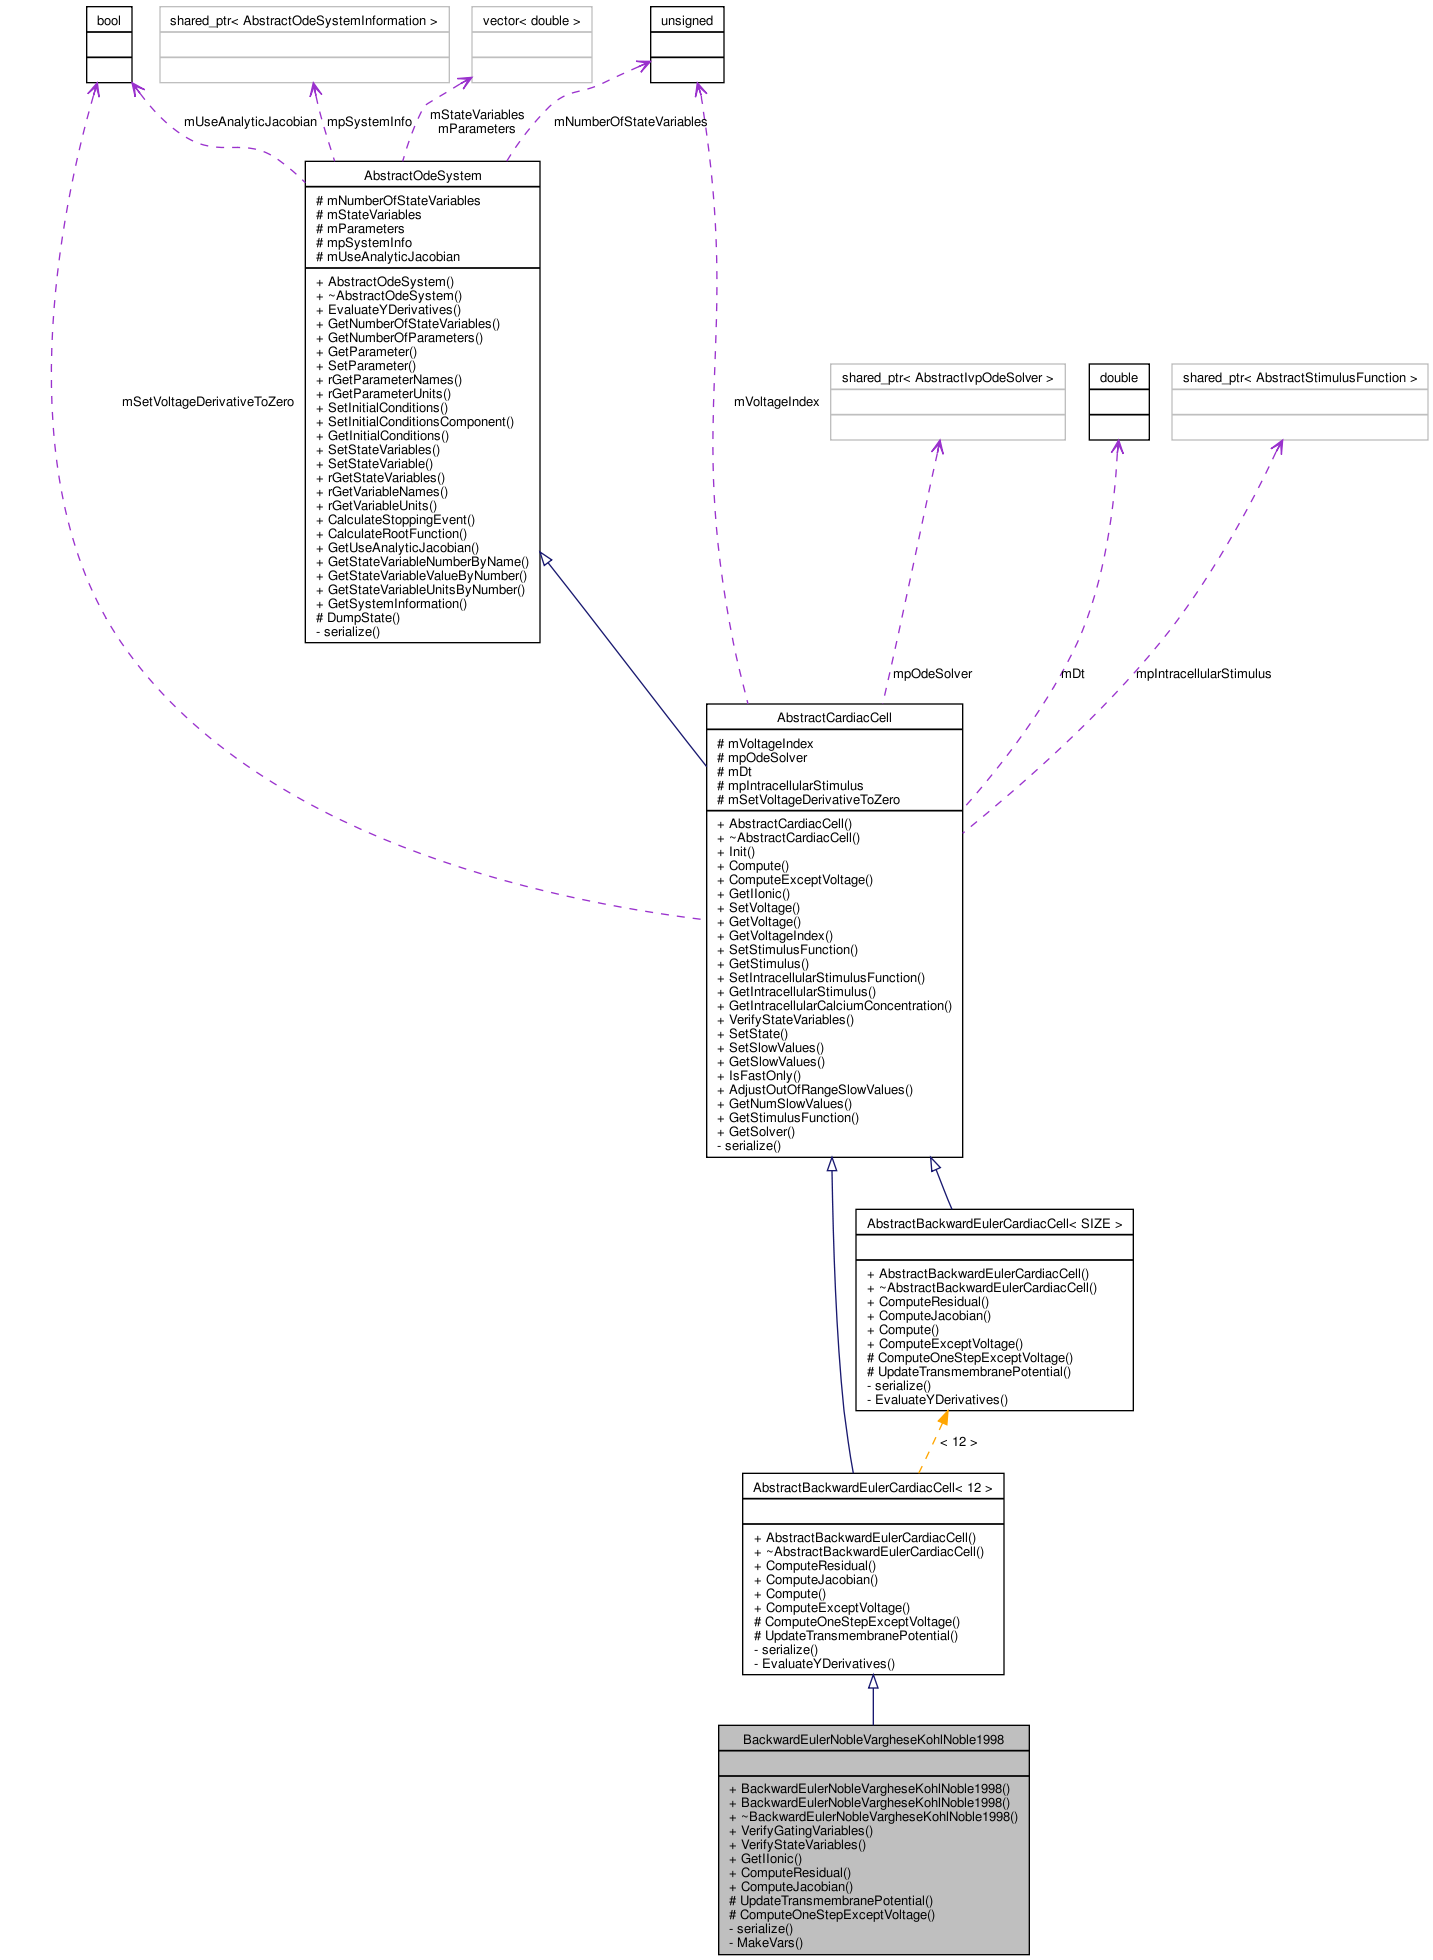 bool
shared_ptr< AbstractOdeSystemInformation >
vector< double >
unsigned
mUseAnalyticJacobian
mpSystemInfo
mStateVariables
mParameters
mNumberOfStateVariables
AbstractOdeSystem
# mNumberOfStateVariables
# mStateVariables
# mParameters
# mpSystemInfo
# mUseAnalyticJacobian
+ AbstractOdeSystem()
+ ~AbstractOdeSystem()
+ EvaluateYDerivatives()
+ GetNumberOfStateVariables()
+ GetNumberOfParameters()
+ GetParameter()
+ SetParameter()
+ rGetParameterNames()
+ rGetParameterUnits()
+ SetInitialConditions()
+ SetInitialConditionsComponent()
+ GetInitialConditions()
+ SetStateVariables()
+ SetStateVariable()
+ rGetStateVariables()
+ rGetVariableNames()
+ rGetVariableUnits()
+ CalculateStoppingEvent()
+ CalculateRootFunction()
+ GetUseAnalyticJacobian()
+ GetStateVariableNumberByName()
+ GetStateVariableValueByNumber()
+ GetStateVariableUnitsByNumber()
+ GetSystemInformation()
# DumpState()
- serialize()
mSetVoltageDerivativeToZero
mVoltageIndex
shared_ptr< AbstractIvpOdeSolver >
double
shared_ptr< AbstractStimulusFunction >
mpOdeSolver
mDt
mpIntracellularStimulus
AbstractCardiacCell
# mVoltageIndex
# mpOdeSolver
# mDt
# mpIntracellularStimulus
# mSetVoltageDerivativeToZero
+ AbstractCardiacCell()
+ ~AbstractCardiacCell()
+ Init()
+ Compute()
+ ComputeExceptVoltage()
+ GetIIonic()
+ SetVoltage()
+ GetVoltage()
+ GetVoltageIndex()
+ SetStimulusFunction()
+ GetStimulus()
+ SetIntracellularStimulusFunction()
+ GetIntracellularStimulus()
+ GetIntracellularCalciumConcentration()
+ VerifyStateVariables()
+ SetState()
+ SetSlowValues()
+ GetSlowValues()
+ IsFastOnly()
+ AdjustOutOfRangeSlowValues()
+ GetNumSlowValues()
+ GetStimulusFunction()
+ GetSolver()
- serialize()
AbstractBackwardEulerCardiacCell< SIZE >
+ AbstractBackwardEulerCardiacCell()
+ ~AbstractBackwardEulerCardiacCell()
+ ComputeResidual()
+ ComputeJacobian()
+ Compute()
+ ComputeExceptVoltage()
# ComputeOneStepExceptVoltage()
# UpdateTransmembranePotential()
- serialize()
- EvaluateYDerivatives()
< 12 >
AbstractBackwardEulerCardiacCell< 12 >
+ AbstractBackwardEulerCardiacCell()
+ ~AbstractBackwardEulerCardiacCell()
+ ComputeResidual()
+ ComputeJacobian()
+ Compute()
+ ComputeExceptVoltage()
# ComputeOneStepExceptVoltage()
# UpdateTransmembranePotential()
- serialize()
- EvaluateYDerivatives()
BackwardEulerNobleVargheseKohlNoble1998
+ BackwardEulerNobleVargheseKohlNoble1998()
+ BackwardEulerNobleVargheseKohlNoble1998()
+ ~BackwardEulerNobleVargheseKohlNoble1998()
+ VerifyGatingVariables()
+ VerifyStateVariables()
+ GetIIonic()
+ ComputeResidual()
+ ComputeJacobian()
# UpdateTransmembranePotential()
# ComputeOneStepExceptVoltage()
- serialize()
- MakeVars()